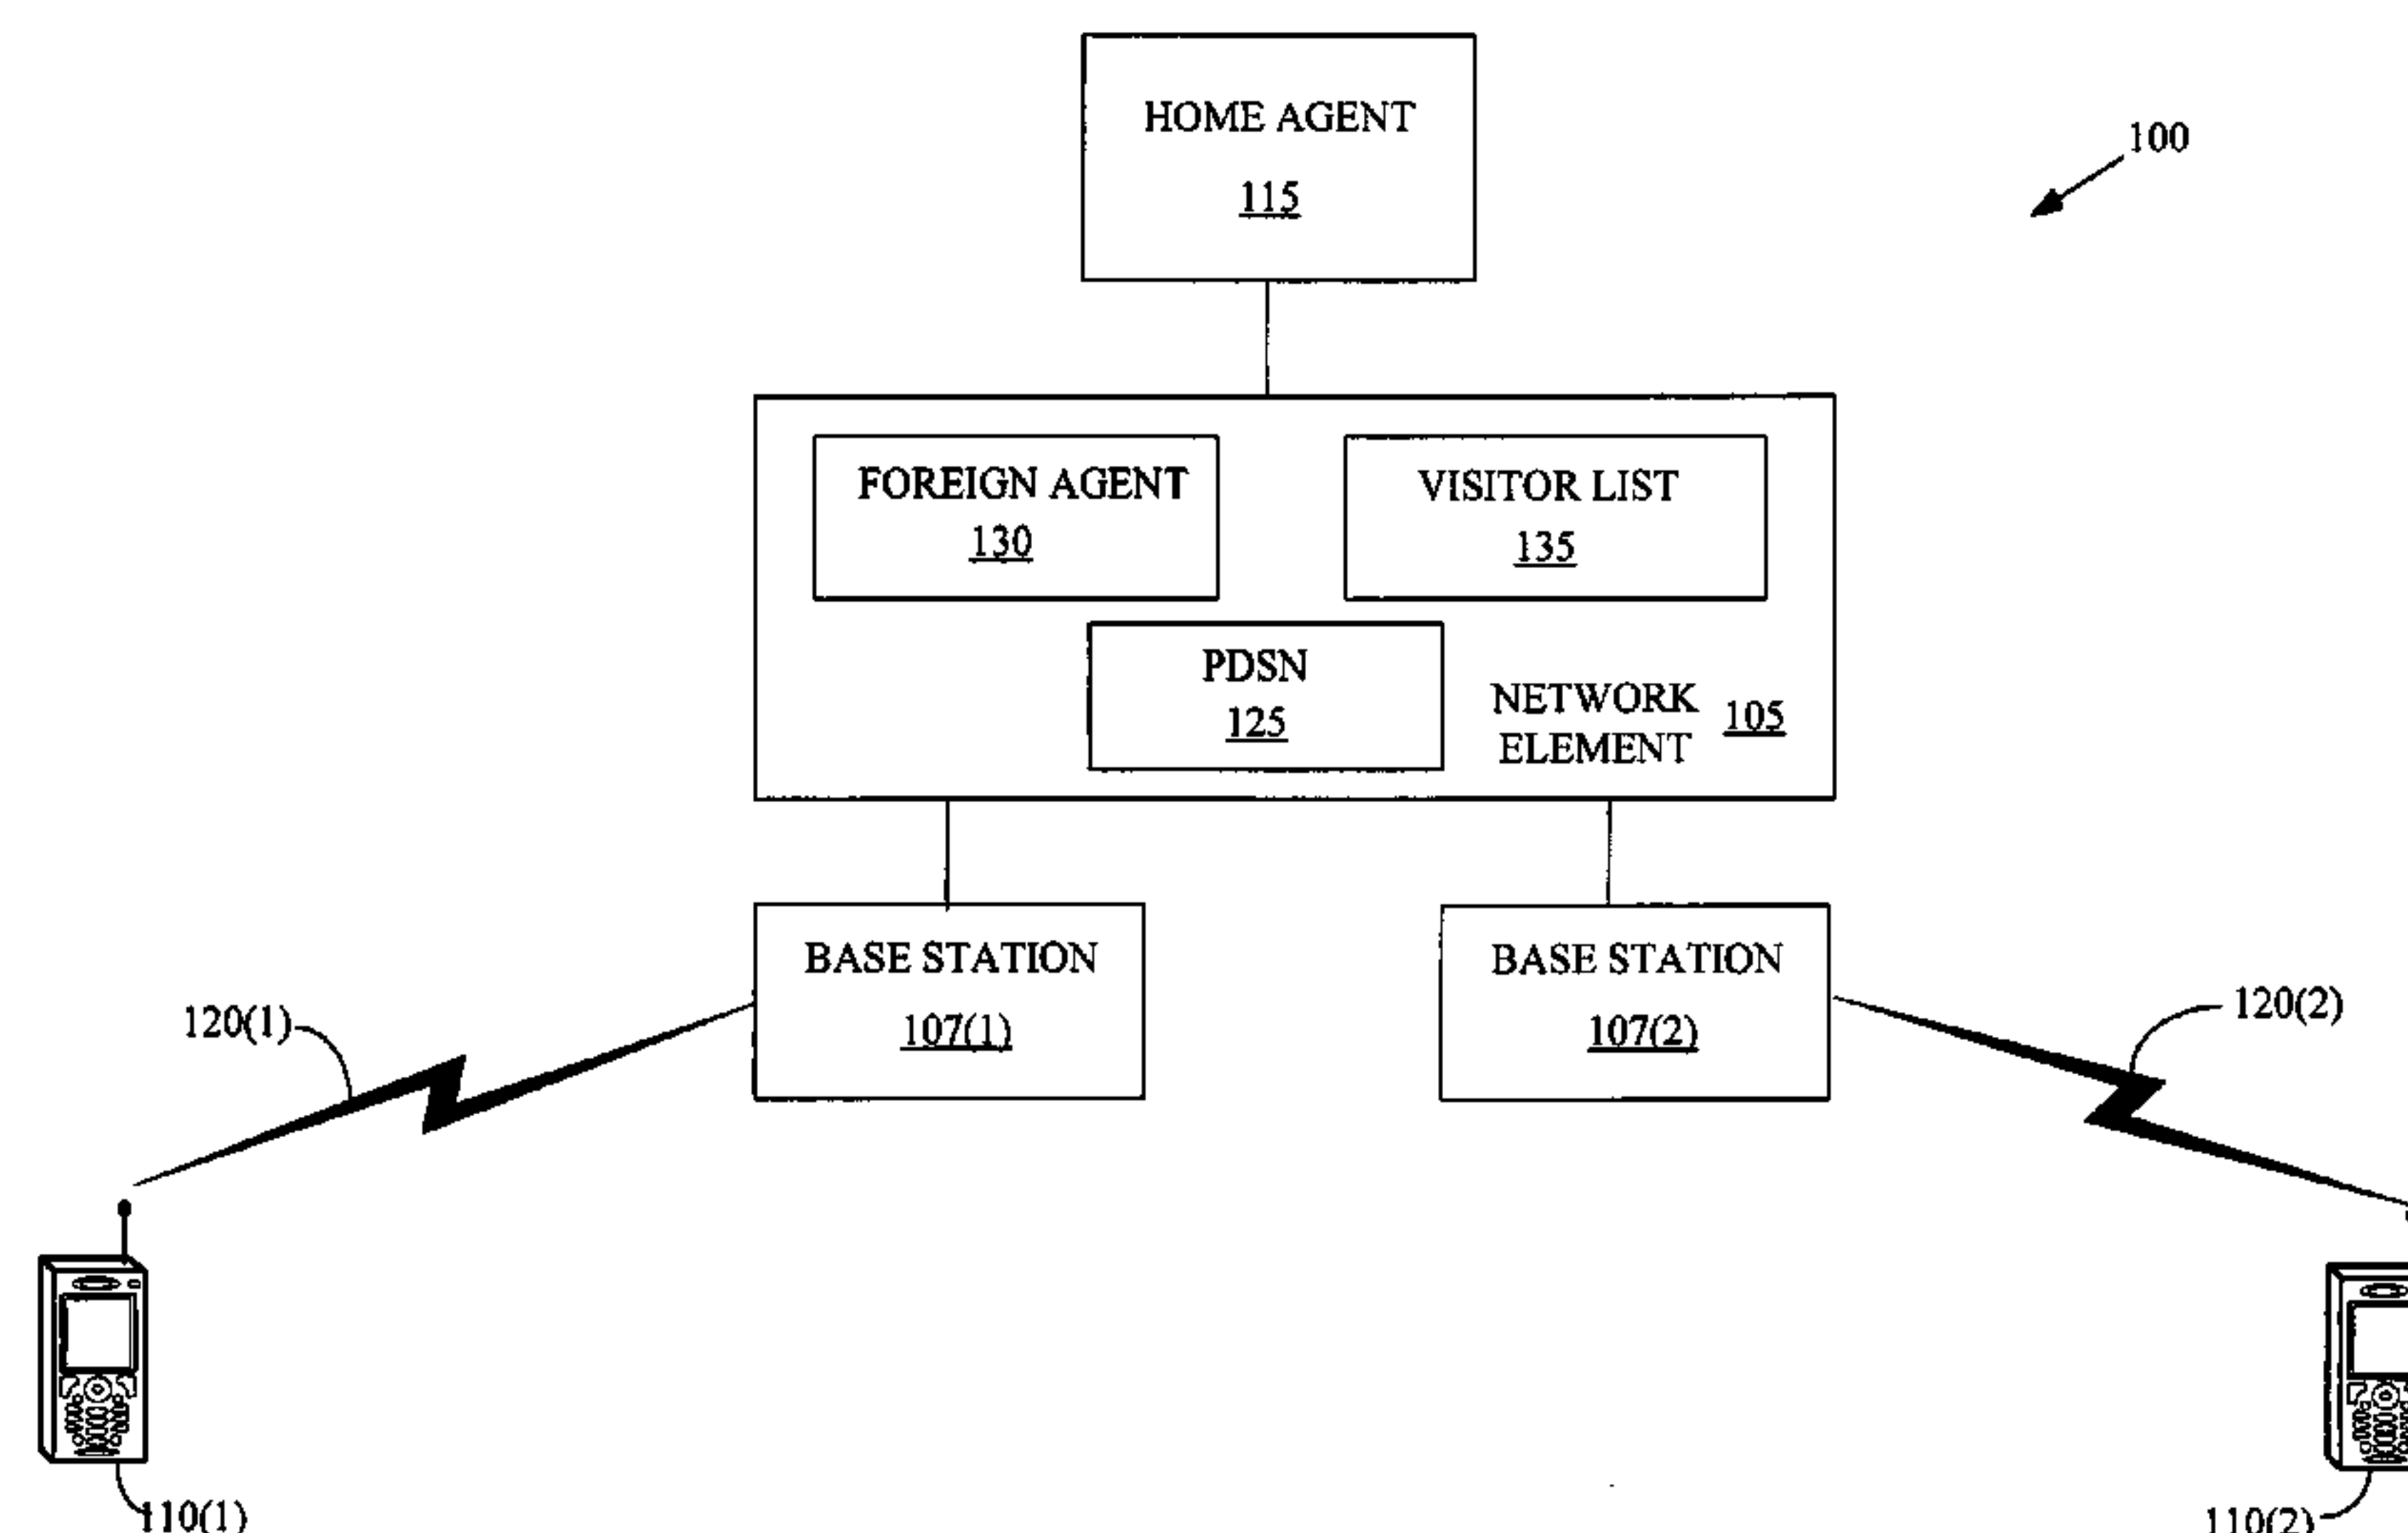 HOME AGENT
115
100
FOREIGN AGENT
130
VISITOR LIST
135
PDSN
125
NETWORK
ELEMENT
105
BASE STATION
107(1)
BASE STATION
107(2)
120(1)
120(2)
110(1)
110(2)